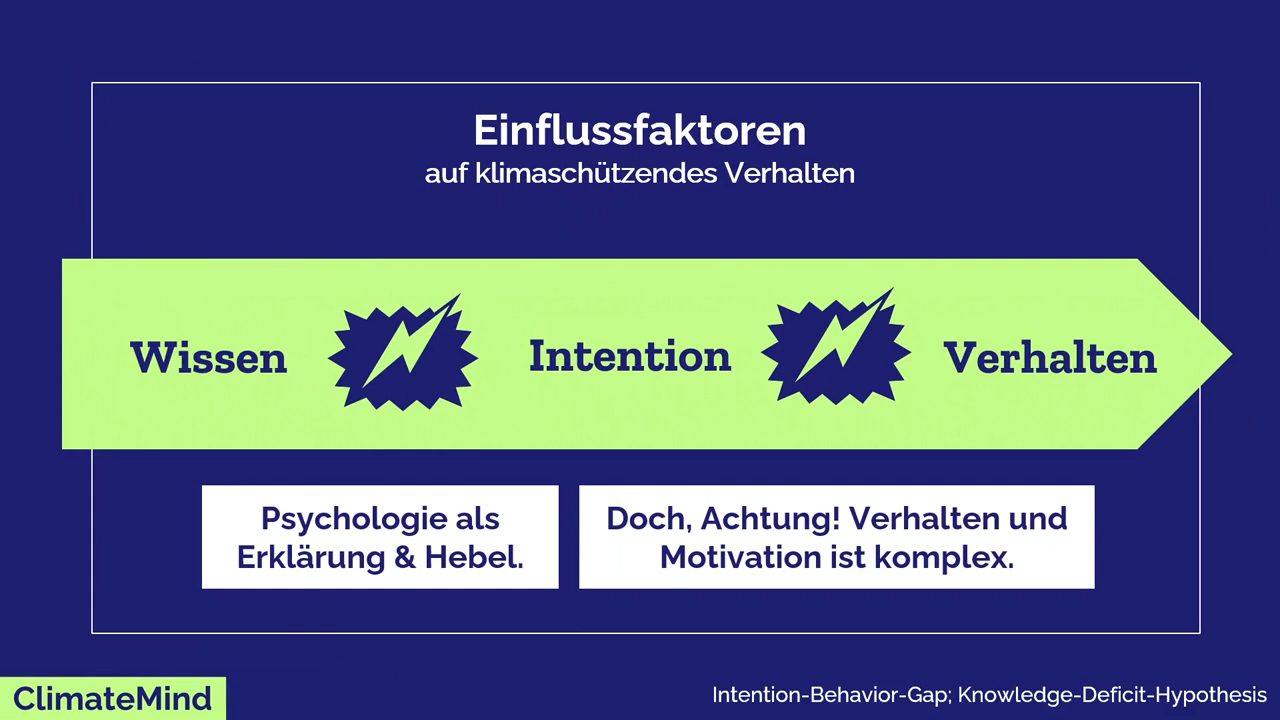 Einflussfaktoren
auf klimaschützendes Verhalten
Wissen
Intention
Verhalten
Psychologie als
Erklärung & Hebel.
Doch, Achtung! Verhalten und
Motivation ist komplex.
ClimateMind
Intention-Behavior-Gap; Knowledge-Deficit-Hypothesis